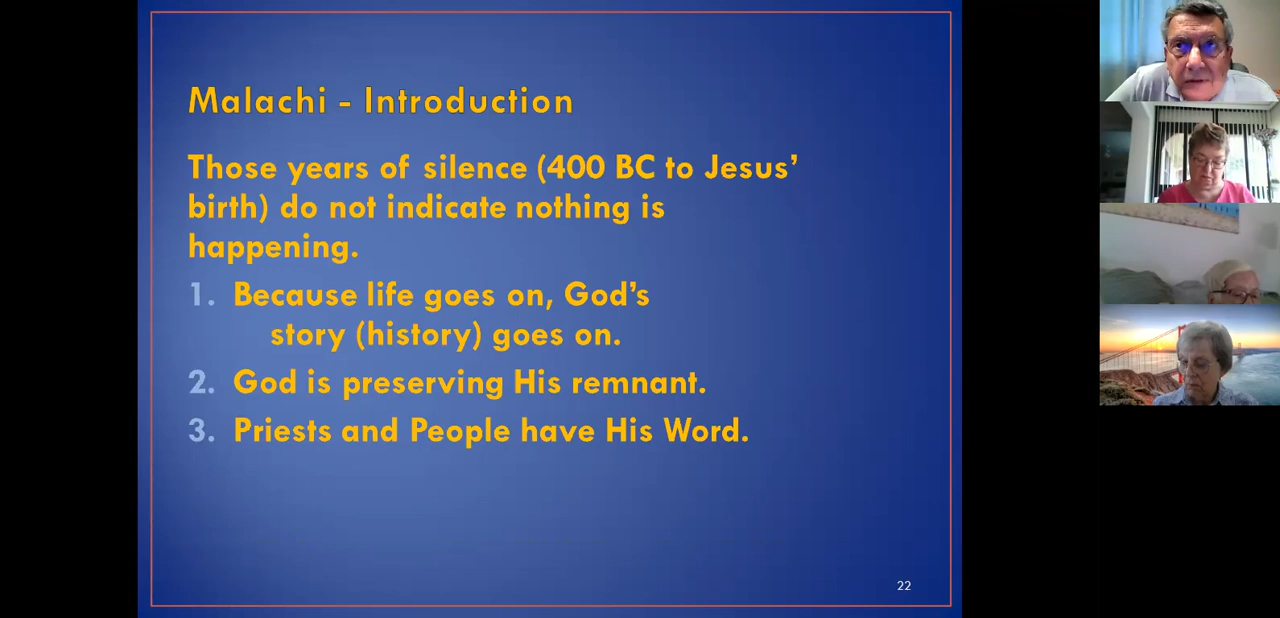 Malachi - Introduction
Those years of silence (400 BC to Jesus’
birth) do not indicate nothing is
happening.
1. Because life goes on, God’s
story (history) goes on.
2. God is preserving His remnant.
3. Priests and People have His Word.
22